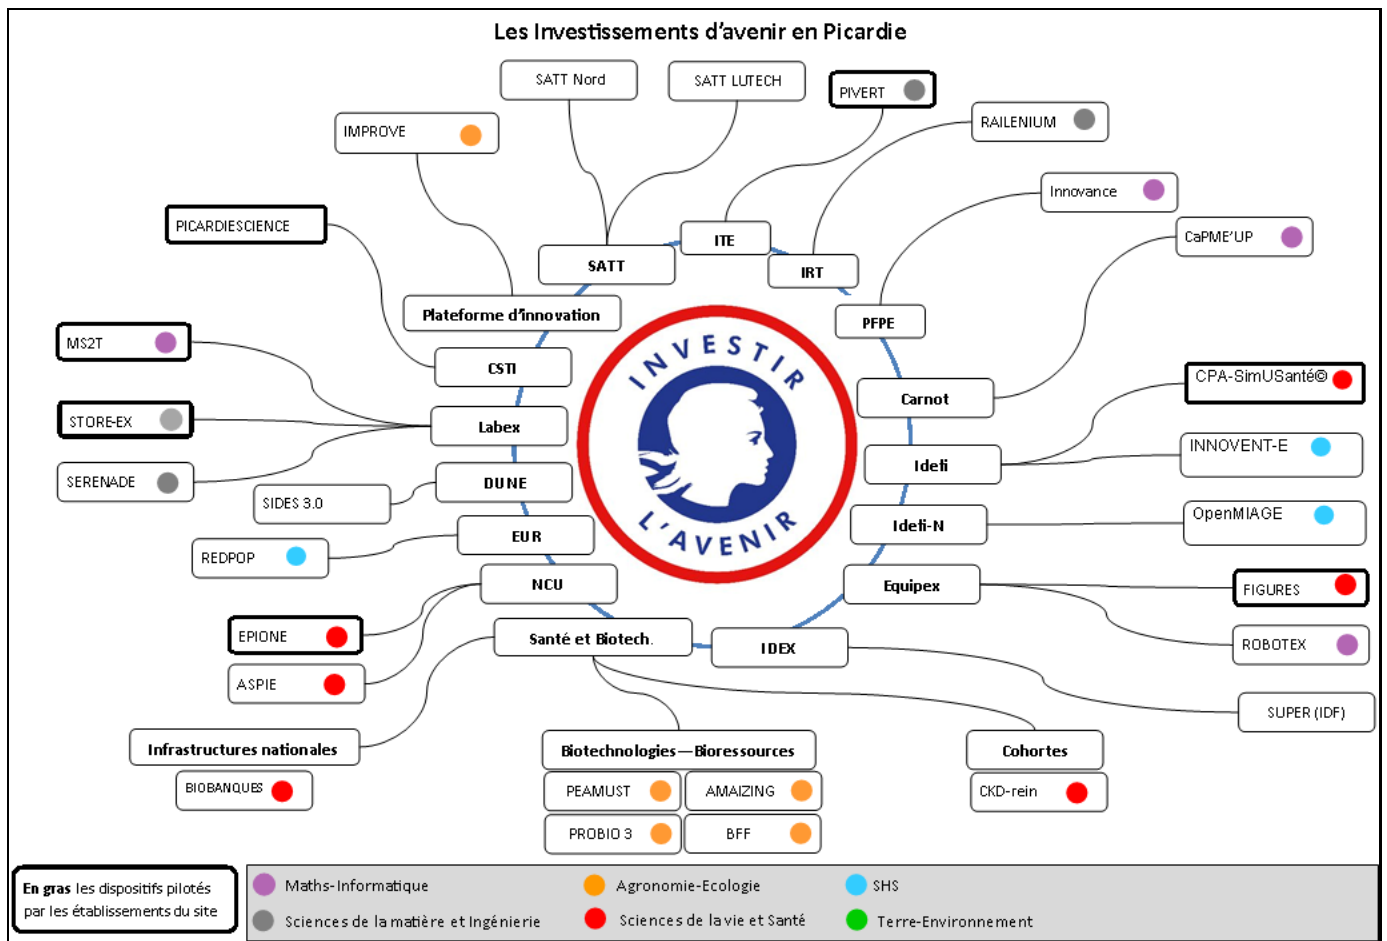 Les Investissements d'avenir en Picardie
SATT Nord
SATT LUTECH
PIVERT
RAILENIUM
IMPROVE
Innovance
PICARDIESCIENCE
CaPME'UP
ITE
SATT
IRT
Plateforme d'innovation
PFPE
MS2T
CSTI
INVESTIR
L'AVENIR
CPA-SimUSanté©
Carnot
STORE-EX
Labex
INNOVENT-E
Idefi
SERENADE
DUNE
SIDES 3.0
OpenMIAGE
Idefi-N
EUR
REDPOP
NCU
Equipex
FIGURES
EPIONE
Santé et Biotech.
IDEX
ROBOTEX
ASPIE
SUPER (IDF)
Infrastructures nationales
Biotechnologies—Bioressources
Cohortes
BIOBANQUES
PEAMUST
AMAIZING
CKD-rein
PROBIO 3
BFF
En gras les dispositifs pilotés
par les établissements du site
Maths-Informatique
Agronomie-Ecologie
SHS
Sciences de la matière et Ingénierie
Sciences de la vie et Santé
Terre-Environnement